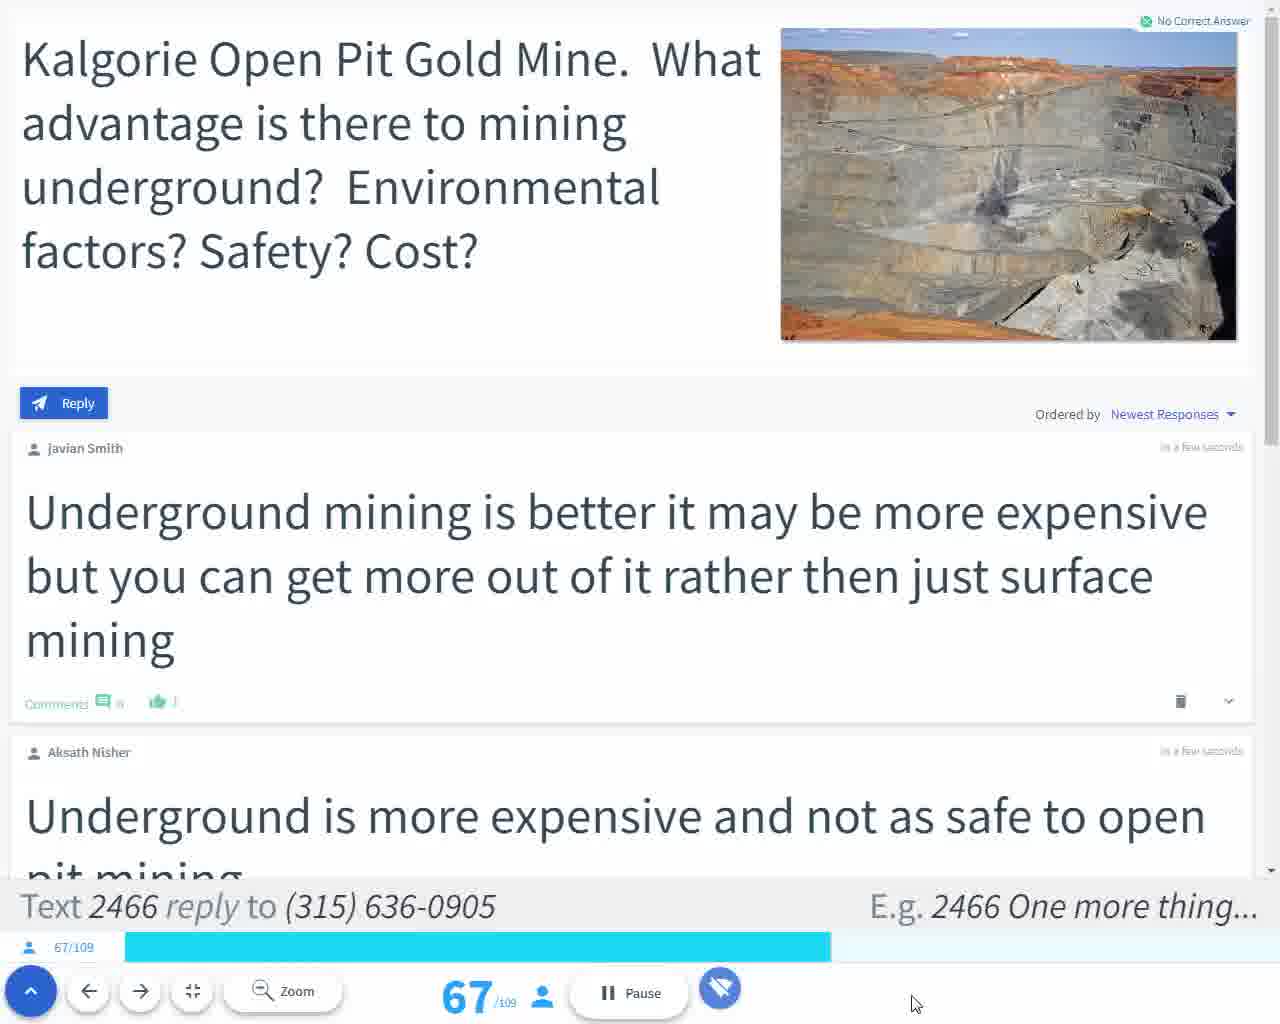 No Correct Answer
Kalgorie Open Pit Gold Mine. What
advantage is there to mining
underground? Environmental
factors? Safety? Cost?
Reply
Ordered by Newest Responses
javian Smith
in a few seconds
Underground mining is better it may be more expensive
but you can get more out of it rather then just surface
mining
Comments 0 1
Aksath Nisher
in a few seconds
Underground is more expensive and not as safe to open
pit mining
Text 2466 reply to (315) 636-0905
E.g. 2466 One more thing...
67/109
Zoom
67/109
Pause